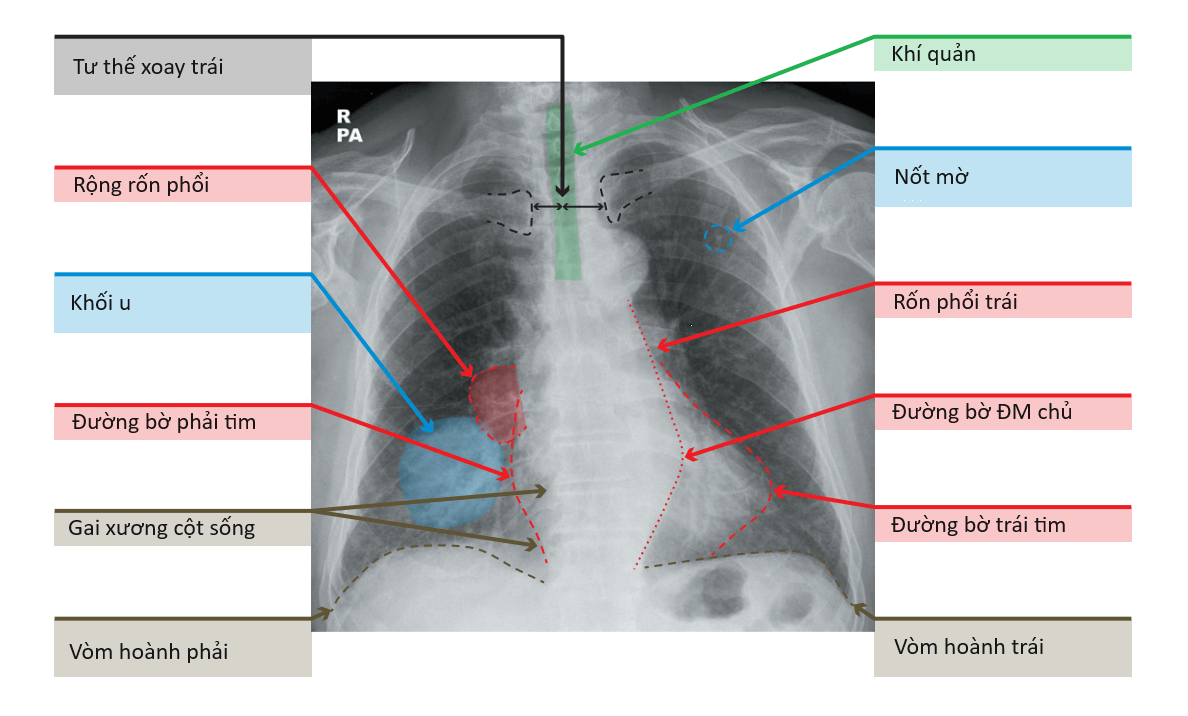 Tư thế xoay trái
Rộng rốn phổi
Khối u
Đường bờ phải tim
Gai xương cột sống
Vòm hoành phải
R
PA
Khí quản
Nốt mờ
Rốn phổi trái
Đường bờ ĐM chủ
Đường bờ trái tim
Vòm hoành trái